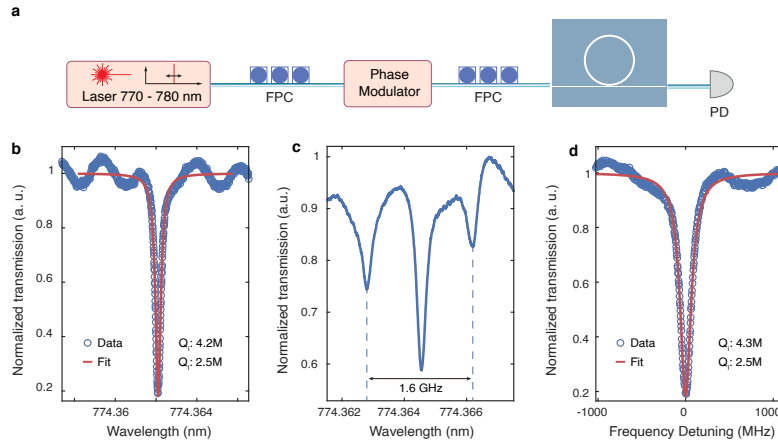 a
Laser 770 - 780 nm
FPC
Phase
Modulator
FPC
PD
b
Normalized transmission (a. u.)
1
0.8
0.6
0.4
0.2
Data
Fit
Qᵢ: 4.2M
Qₗ: 2.5M
774.36
774.364
Wavelength (nm)
c
Normalized transmission (a. u.)
1.0
0.9
0.8
0.7
0.6
1.6 GHz
774.362
774.364
774.366
Wavelength (nm)
d
Normalized transmission (a. u.)
1
0.8
0.6
0.4
0.2
Data
Fit
Qᵢ: 4.3M
Qₗ: 2.5M
-1000
0
1000
Frequency Detuning (MHz)